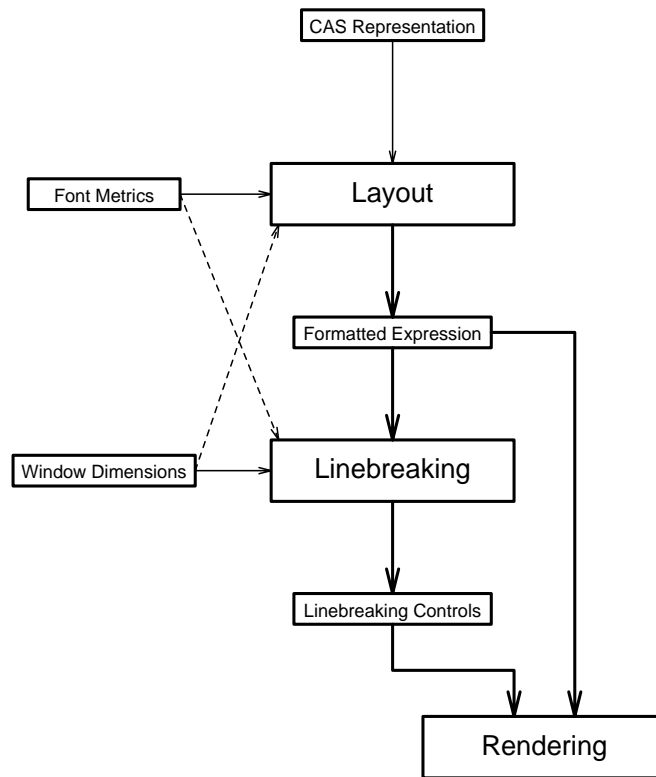 CAS Representation
Font Metrics
Layout
Formatted Expression
Window Dimensions
Linebreaking
Linebreaking Controls
Rendering